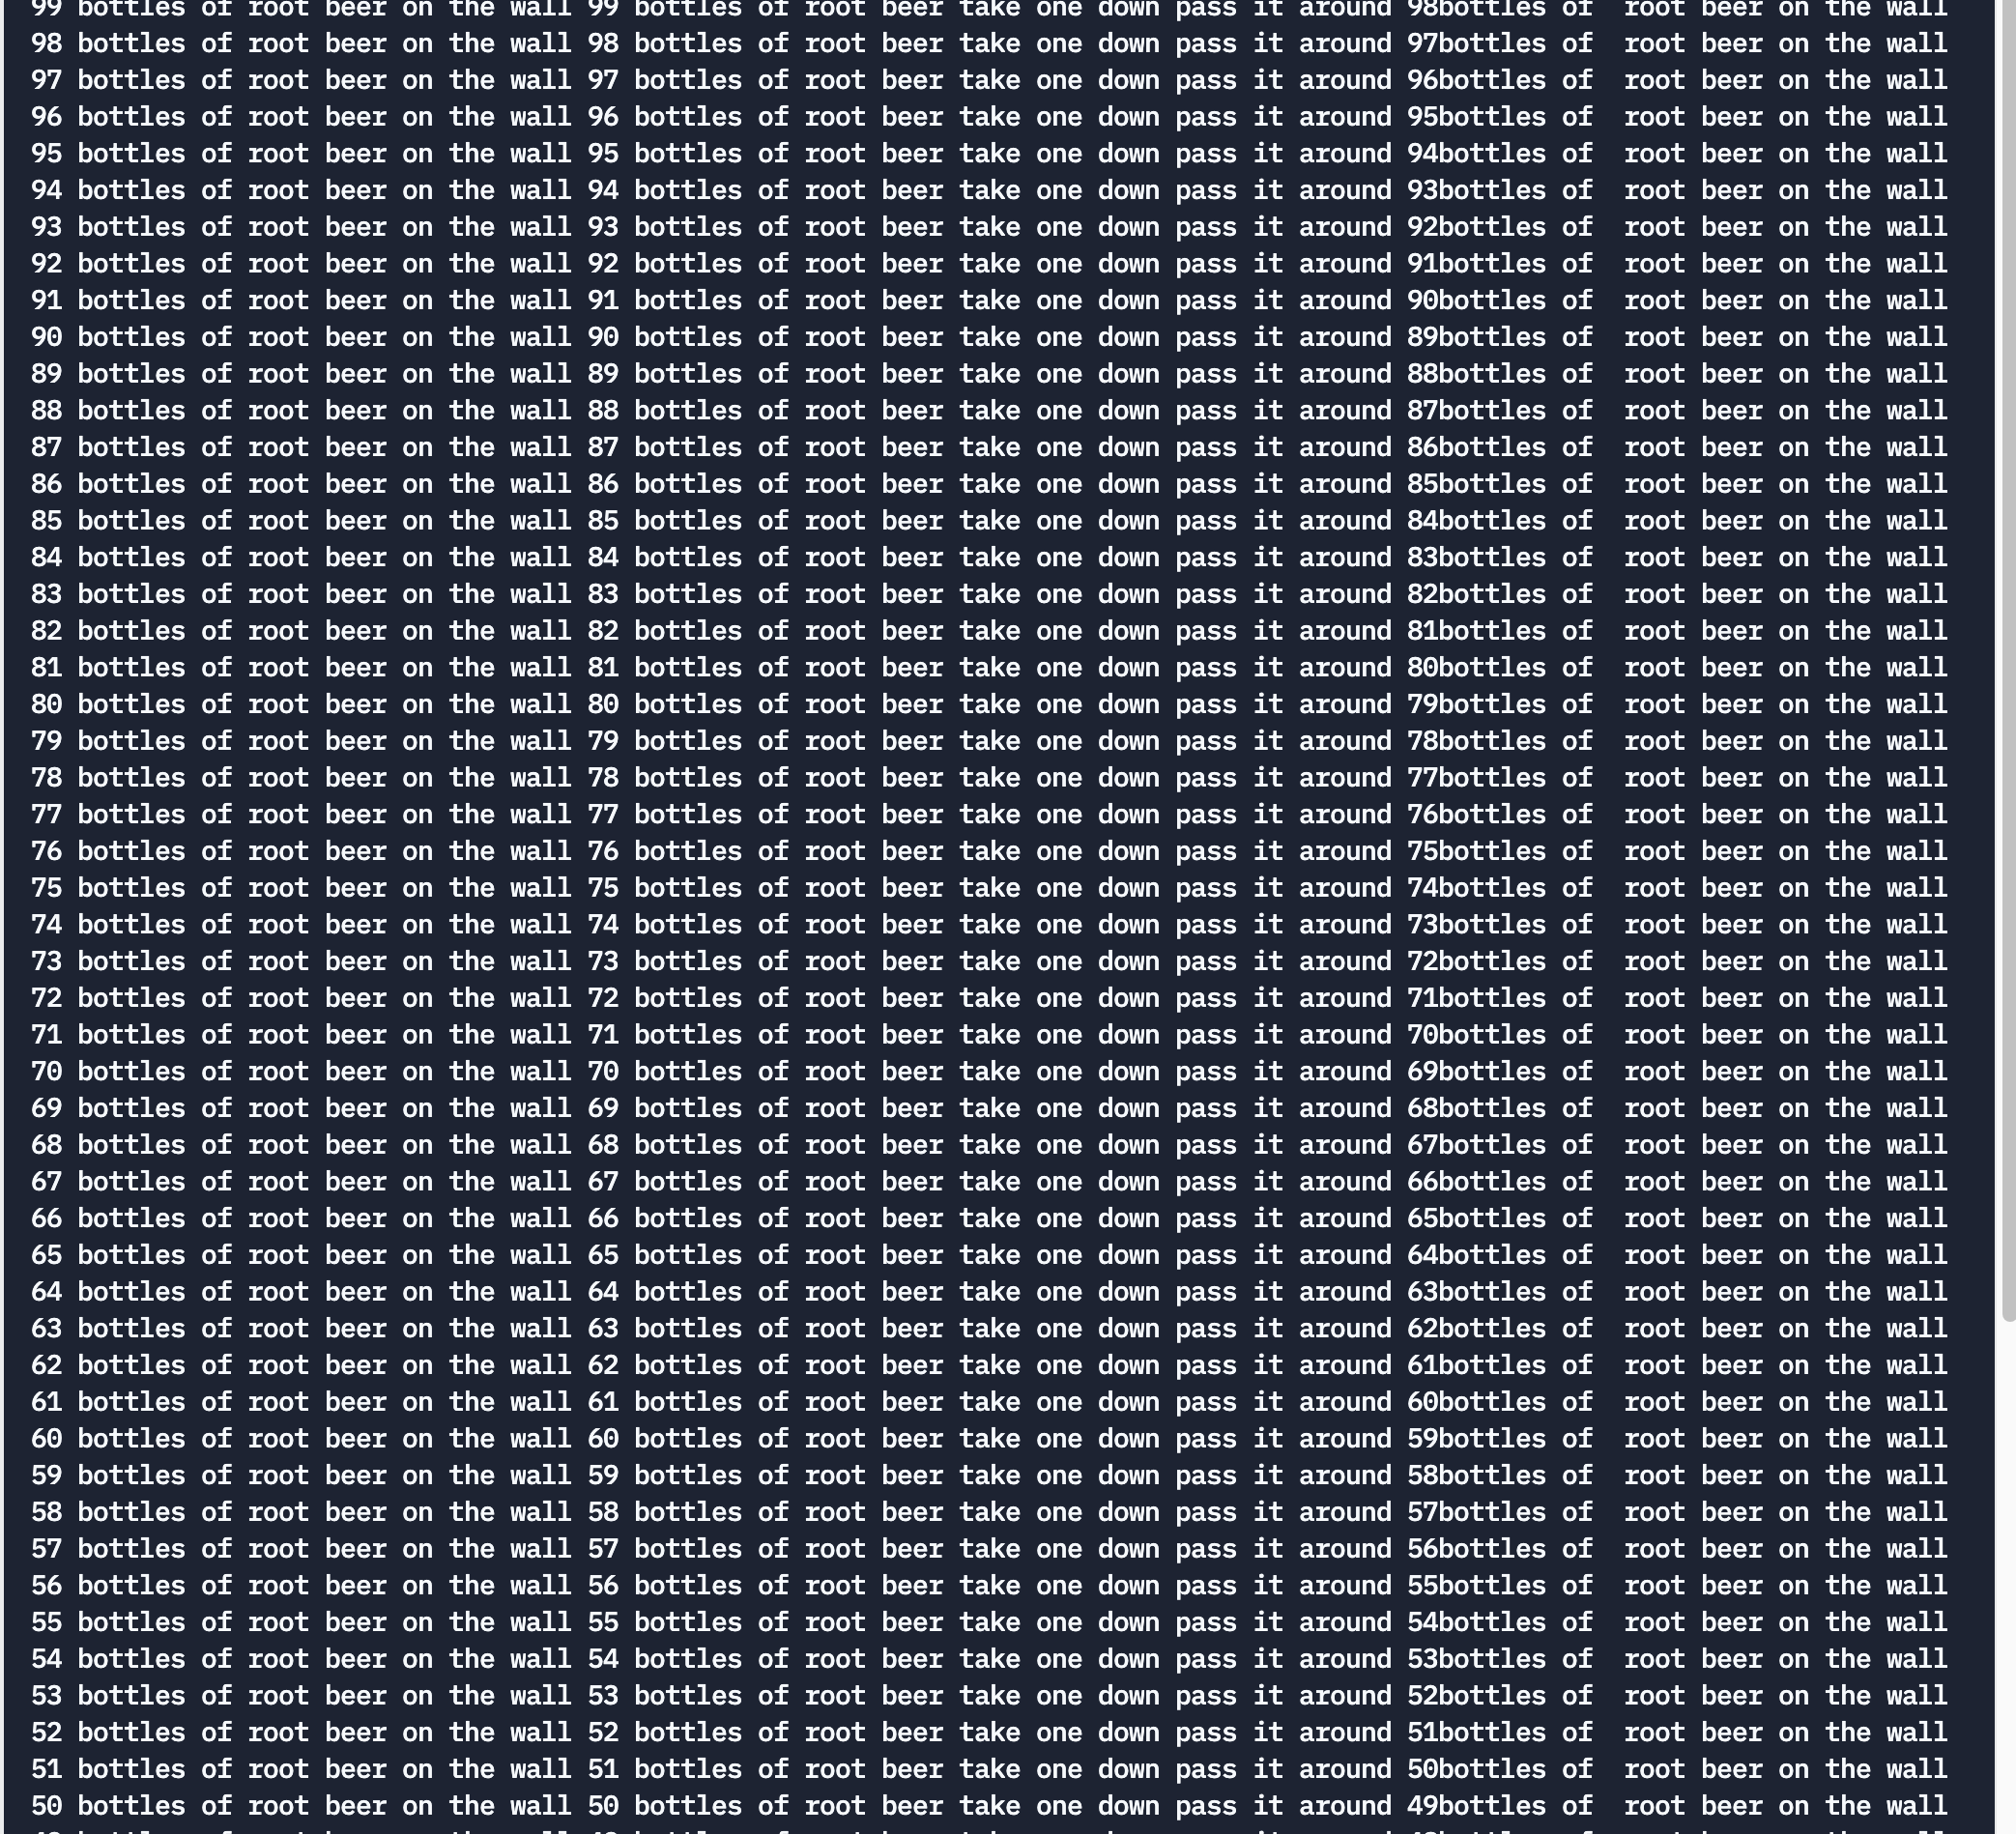 99 bottles of root beer on the wall 99 bottles of root beer take one down pass it around 98bottles of  root beer on the wall
98 bottles of root beer on the wall 98 bottles of root beer take one down pass it around 97bottles of  root beer on the wall
97 bottles of root beer on the wall 97 bottles of root beer take one down pass it around 96bottles of  root beer on the wall
96 bottles of root beer on the wall 96 bottles of root beer take one down pass it around 95bottles of  root beer on the wall
95 bottles of root beer on the wall 95 bottles of root beer take one down pass it around 94bottles of  root beer on the wall
94 bottles of root beer on the wall 94 bottles of root beer take one down pass it around 93bottles of  root beer on the wall
93 bottles of root beer on the wall 93 bottles of root beer take one down pass it around 92bottles of  root beer on the wall
92 bottles of root beer on the wall 92 bottles of root beer take one down pass it around 91bottles of  root beer on the wall
91 bottles of root beer on the wall 91 bottles of root beer take one down pass it around 90bottles of  root beer on the wall
90 bottles of root beer on the wall 90 bottles of root beer take one down pass it around 89bottles of  root beer on the wall
89 bottles of root beer on the wall 89 bottles of root beer take one down pass it around 88bottles of  root beer on the wall
88 bottles of root beer on the wall 88 bottles of root beer take one down pass it around 87bottles of  root beer on the wall
87 bottles of root beer on the wall 87 bottles of root beer take one down pass it around 86bottles of  root beer on the wall
86 bottles of root beer on the wall 86 bottles of root beer take one down pass it around 85bottles of  root beer on the wall
85 bottles of root beer on the wall 85 bottles of root beer take one down pass it around 84bottles of  root beer on the wall
84 bottles of root beer on the wall 84 bottles of root beer take one down pass it around 83bottles of  root beer on the wall
83 bottles of root beer on the wall 83 bottles of root beer take one down pass it around 82bottles of  root beer on the wall
82 bottles of root beer on the wall 82 bottles of root beer take one down pass it around 81bottles of  root beer on the wall
81 bottles of root beer on the wall 81 bottles of root beer take one down pass it around 80bottles of  root beer on the wall
80 bottles of root beer on the wall 80 bottles of root beer take one down pass it around 79bottles of  root beer on the wall
79 bottles of root beer on the wall 79 bottles of root beer take one down pass it around 78bottles of  root beer on the wall
78 bottles of root beer on the wall 78 bottles of root beer take one down pass it around 77bottles of  root beer on the wall
77 bottles of root beer on the wall 77 bottles of root beer take one down pass it around 76bottles of  root beer on the wall
76 bottles of root beer on the wall 76 bottles of root beer take one down pass it around 75bottles of  root beer on the wall
75 bottles of root beer on the wall 75 bottles of root beer take one down pass it around 74bottles of  root beer on the wall
74 bottles of root beer on the wall 74 bottles of root beer take one down pass it around 73bottles of  root beer on the wall
73 bottles of root beer on the wall 73 bottles of root beer take one down pass it around 72bottles of  root beer on the wall
72 bottles of root beer on the wall 72 bottles of root beer take one down pass it around 71bottles of  root beer on the wall
71 bottles of root beer on the wall 71 bottles of root beer take one down pass it around 70bottles of  root beer on the wall
70 bottles of root beer on the wall 70 bottles of root beer take one down pass it around 69bottles of  root beer on the wall
69 bottles of root beer on the wall 69 bottles of root beer take one down pass it around 68bottles of  root beer on the wall
68 bottles of root beer on the wall 68 bottles of root beer take one down pass it around 67bottles of  root beer on the wall
67 bottles of root beer on the wall 67 bottles of root beer take one down pass it around 66bottles of  root beer on the wall
66 bottles of root beer on the wall 66 bottles of root beer take one down pass it around 65bottles of  root beer on the wall
65 bottles of root beer on the wall 65 bottles of root beer take one down pass it around 64bottles of  root beer on the wall
64 bottles of root beer on the wall 64 bottles of root beer take one down pass it around 63bottles of  root beer on the wall
63 bottles of root beer on the wall 63 bottles of root beer take one down pass it around 62bottles of  root beer on the wall
62 bottles of root beer on the wall 62 bottles of root beer take one down pass it around 61bottles of  root beer on the wall
61 bottles of root beer on the wall 61 bottles of root beer take one down pass it around 60bottles of  root beer on the wall
60 bottles of root beer on the wall 60 bottles of root beer take one down pass it around 59bottles of  root beer on the wall
59 bottles of root beer on the wall 59 bottles of root beer take one down pass it around 58bottles of  root beer on the wall
58 bottles of root beer on the wall 58 bottles of root beer take one down pass it around 57bottles of  root beer on the wall
57 bottles of root beer on the wall 57 bottles of root beer take one down pass it around 56bottles of  root beer on the wall
56 bottles of root beer on the wall 56 bottles of root beer take one down pass it around 55bottles of  root beer on the wall
55 bottles of root beer on the wall 55 bottles of root beer take one down pass it around 54bottles of  root beer on the wall
54 bottles of root beer on the wall 54 bottles of root beer take one down pass it around 53bottles of  root beer on the wall
53 bottles of root beer on the wall 53 bottles of root beer take one down pass it around 52bottles of  root beer on the wall
52 bottles of root beer on the wall 52 bottles of root beer take one down pass it around 51bottles of  root beer on the wall
51 bottles of root beer on the wall 51 bottles of root beer take one down pass it around 50bottles of  root beer on the wall
50 bottles of root beer on the wall 50 bottles of root beer take one down pass it around 49bottles of  root beer on the wall